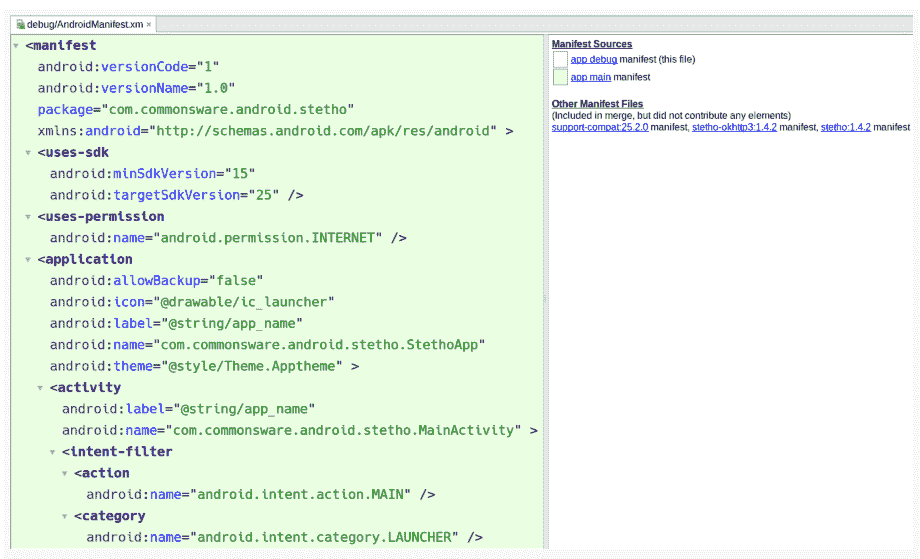 debug/AndroidManifest.xm ×
<manifest
android:versionCode="1"
android:versionName="1.0"
package="com.commonsware.android.stetho"
xmlns:android="http://schemas.android.com/apk/res/android" >
<uses-sdk
android:minSdkVersion="15"
android:targetSdkVersion="25" />
<uses-permission
android:name="android.permission.INTERNET" />
<application
android:allowBackup="false"
android:icon="@drawable/ic_launcher"
android:label="@string/app_name"
android:name="com.commonsware.android.stetho.StethoApp"
android:theme="@style/Theme.Apptheme" >
<activity
android:label="@string/app_name"
android:name="com.commonsware.android.stetho.MainActivity" >
<intent-filter
<action
android:name="android.intent.action.MAIN" />
<category
android:name="android.intent.category.LAUNCHER" />
Manifest Sources
app debug manifest (this file)
app main manifest
Other Manifest Files
(Included in merge, but did not contribute any elements)
support-compat:25.2.0 manifest, stetho-okhttp3:1.4.2 manifest, stetho:1.4.2 manifest